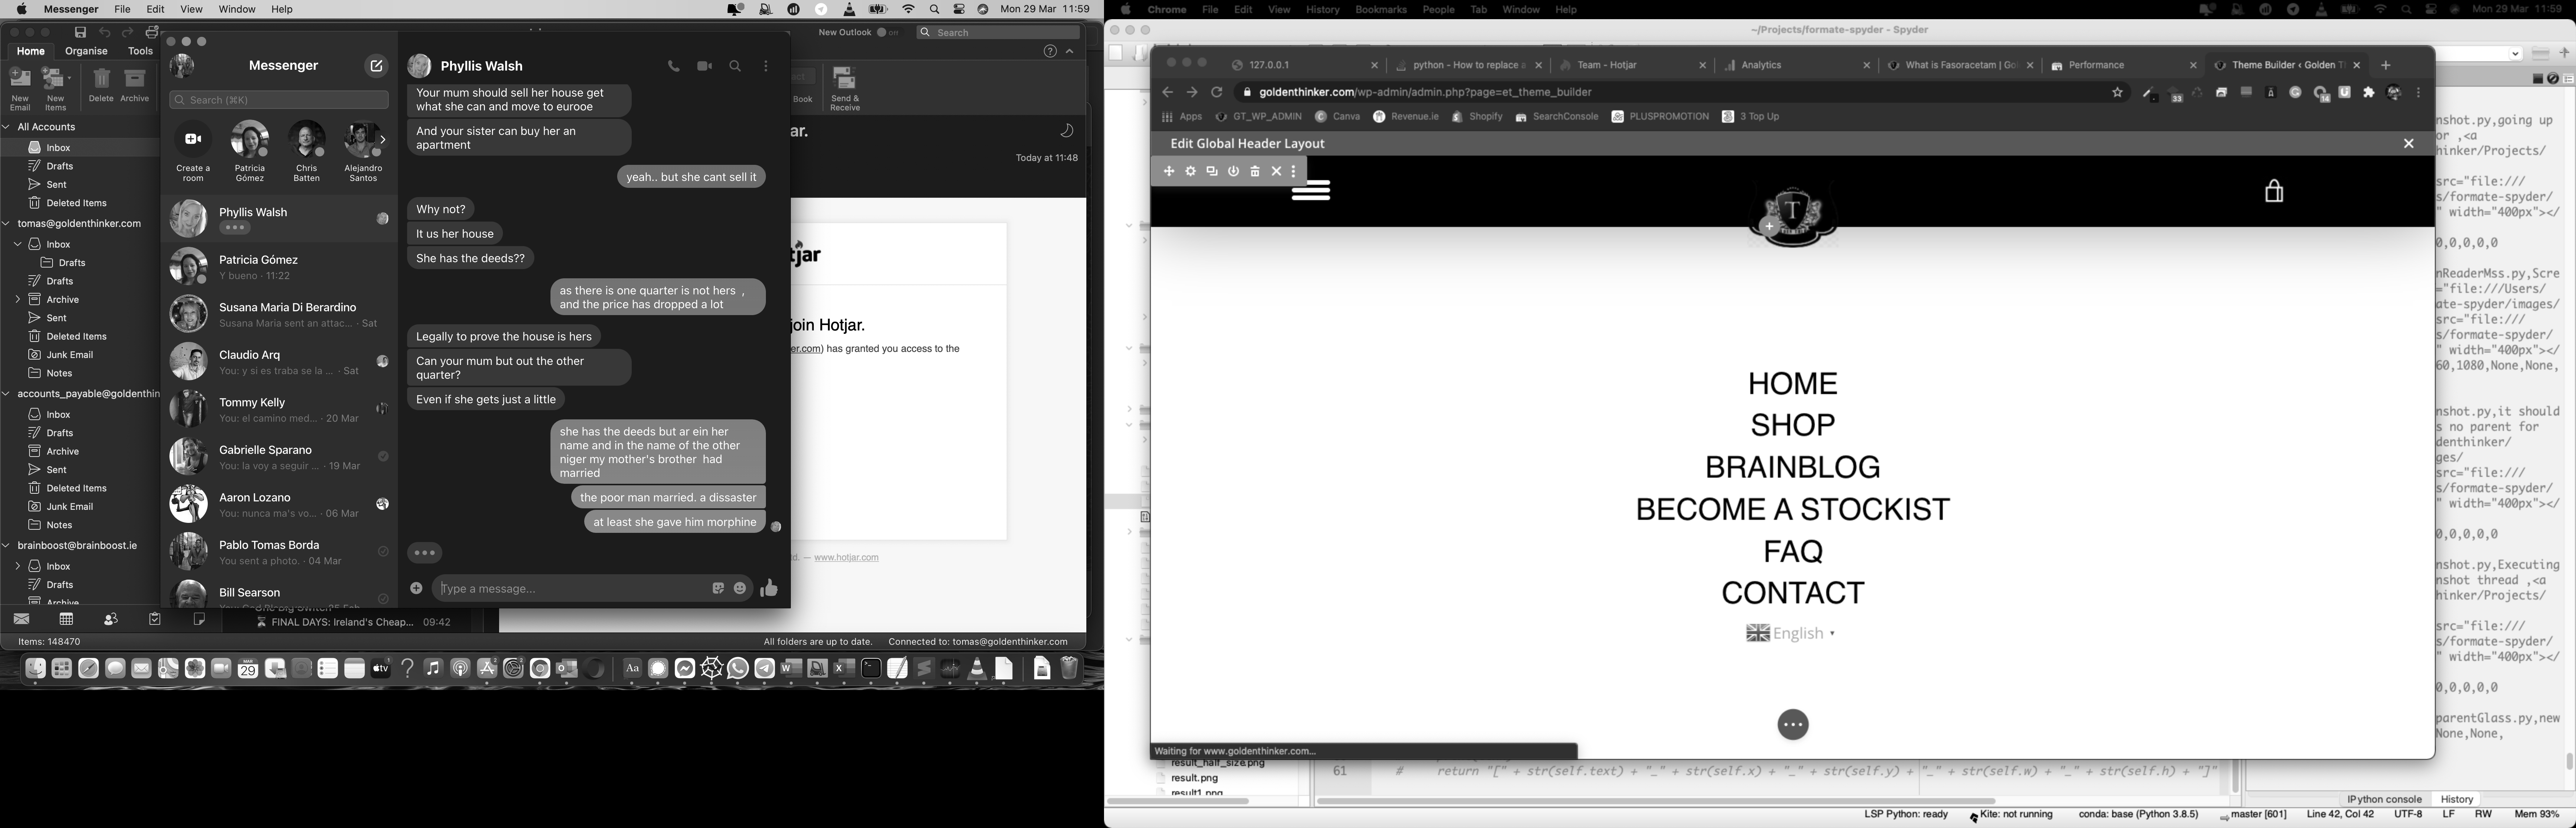 Messenger File Edit View Window Help
Mon 29 Mar 11:59
New Outlook off
Search
Home Organise Tools
New Email
New Items
Delete Archive
Book
Send & Receive
All Accounts
Inbox
Drafts
Sent
Deleted Items
tomas@goldenthinker.com
Inbox
Drafts
Drafts
Archive
Sent
Deleted Items
Junk Email
Notes
accounts_payable@goldenthin
Inbox
Drafts
Archive
Sent
Deleted Items
Junk Email
Notes
brainboost@brainboost.ie
Inbox
Drafts
Archive
Items: 148470
Messenger
Search (⌘K)
Create a room
Patricia Gómez
Chris Batten
Alejandro Santos
Phyllis Walsh
Patricia Gómez
Y bueno · 11:22
Susana Maria Di Berardino
Susana Maria sent an attac... · Sat
Claudio Arq
You: y si es traba se la ... · Sat
Tommy Kelly
You: el camino med... · 20 Mar
Gabrielle Sparano
You: la voy a seguir ... · 19 Mar
Aaron Lozano
You: nunca ma's vo... · 06 Mar
Pablo Tomas Borda
You sent a photo. · 04 Mar
Bill Searson
FINAL DAYS: Ireland's Cheap... 09:42
Phyllis Walsh
Your mum should sell her house get
what she can and move to eurooe
And your sister can buy her an
apartment
yeah.. but she cant sell it
Why not?
It us her house
She has the deeds??
as there is one quarter is not hers ,
and the price has dropped a lot
Legally to prove the house is hers
Can your mum but out the other
quarter?
Even if she gets just a little
she has the deeds but ar ein her
name and in the name of the other
niger my mother's brother had
married
the poor man married. a dissaster
at least she gave him morphine
Type a message...
ar.
Today at 11:48
tjar
join Hotjar.
er.com) has granted you access to the
td. — www.hotjar.com
All folders are up to date. Connected to: tomas@goldenthinker.com
MAR
29
Chrome File Edit View History Bookmarks People Tab Window Help
Mon 29 Mar 11:59
~/Projects/formate-spyder - Spyder
127.0.0.1
python - How to replace a
Team - Hotjar
Analytics
What is Fasoracetam | Go
Performance
Theme Builder ‹ Golden T
goldenthinker.com/wp-admin/admin.php?page=et_theme_builder
33
14
Apps GT_WP_ADMIN Canva Revenue.ie Shopify SearchConsole PLUSPROMOTION 3 Top Up
Edit Global Header Layout
T
HOME
SHOP
BRAINBLOG
BECOME A STOCKIST
FAQ
CONTACT
English
Waiting for www.goldenthinker.com...
result_half_size.png
result.png
result1.png
61 # return "[" + str(self.text) + "_" + str(self.x) + "_" + str(self.y) + "_" + str(self.w) + "_" + str(self.h) + "]"
nshot.py,going up
or ,<a
hinker/Projects/
src="file:///
s/formate-spyder/
" width="400px"></
0,0,0,0,0
nReaderMss.py,Scre
="file:///Users/
ate-spyder/images/
src="file:///
s/formate-spyder/
" width="400px"></
60,1080,None,None,
nshot.py,it should
s no parent for
denthinker/
ges/
src="file:///
s/formate-spyder/
" width="400px"></
0,0,0,0,0
nshot.py,Executing
nshot thread ,<a
hinker/Projects/
src="file:///
s/formate-spyder/
" width="400px"></
0,0,0,0,0
parentGlass.py,new
None,None,
IPython console History
LSP Python: ready Kite: not running conda: base (Python 3.8.5) master [601] Line 42, Col 42 UTF-8 LF RW Mem 93%